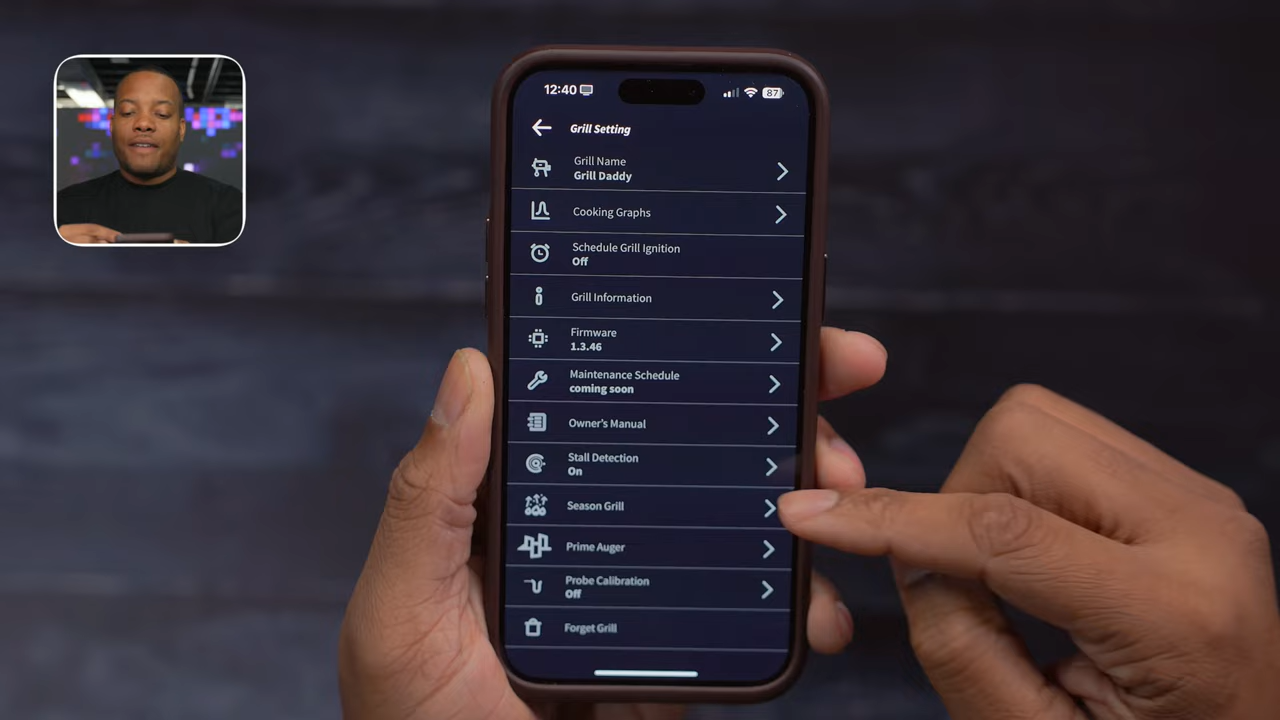 12:40
87
Grill Setting
Grill Name
Grill Daddy
Cooking Graphs
Schedule Grill Ignition
Off
Grill Information
Firmware
1.3.46
Maintenance Schedule
coming soon
Owner's Manual
Stall Detection
On
Season Grill
Prime Auger
Probe Calibration
Off
Forget Grill